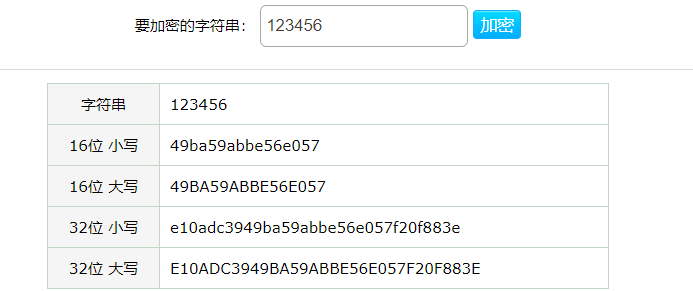 要加密的字符串： 123456 加密
字符串 123456
16位 小写 49ba59abbe56e057
16位 大写 49BA59ABBE56E057
32位 小写 e10adc3949ba59abbe56e057f20f883e
32位 大写 E10ADC3949BA59ABBE56E057F20F883E